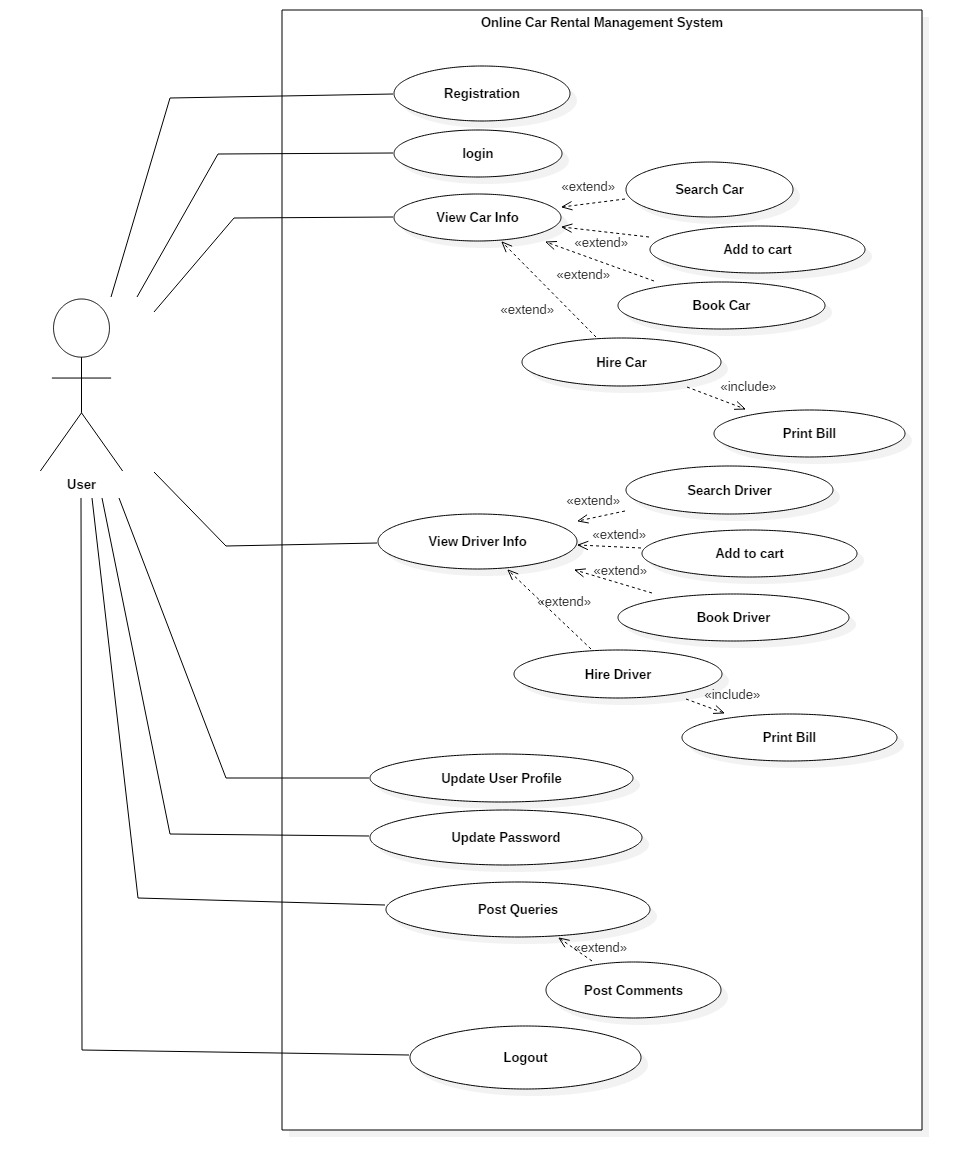 Online Car Rental Management System
Registration
login
«extend»
Search Car
View Car Info
«extend»
Add to cart
«extend»
Book Car
«extend»
Hire Car
«include»
Print Bill
User
Search Driver
«extend»
«extend»
View Driver Info
Add to cart
«extend»
«extend»
Book Driver
Hire Driver
«include»
Print Bill
Update User Profile
Update Password
Post Queries
«extend»
Post Comments
Logout